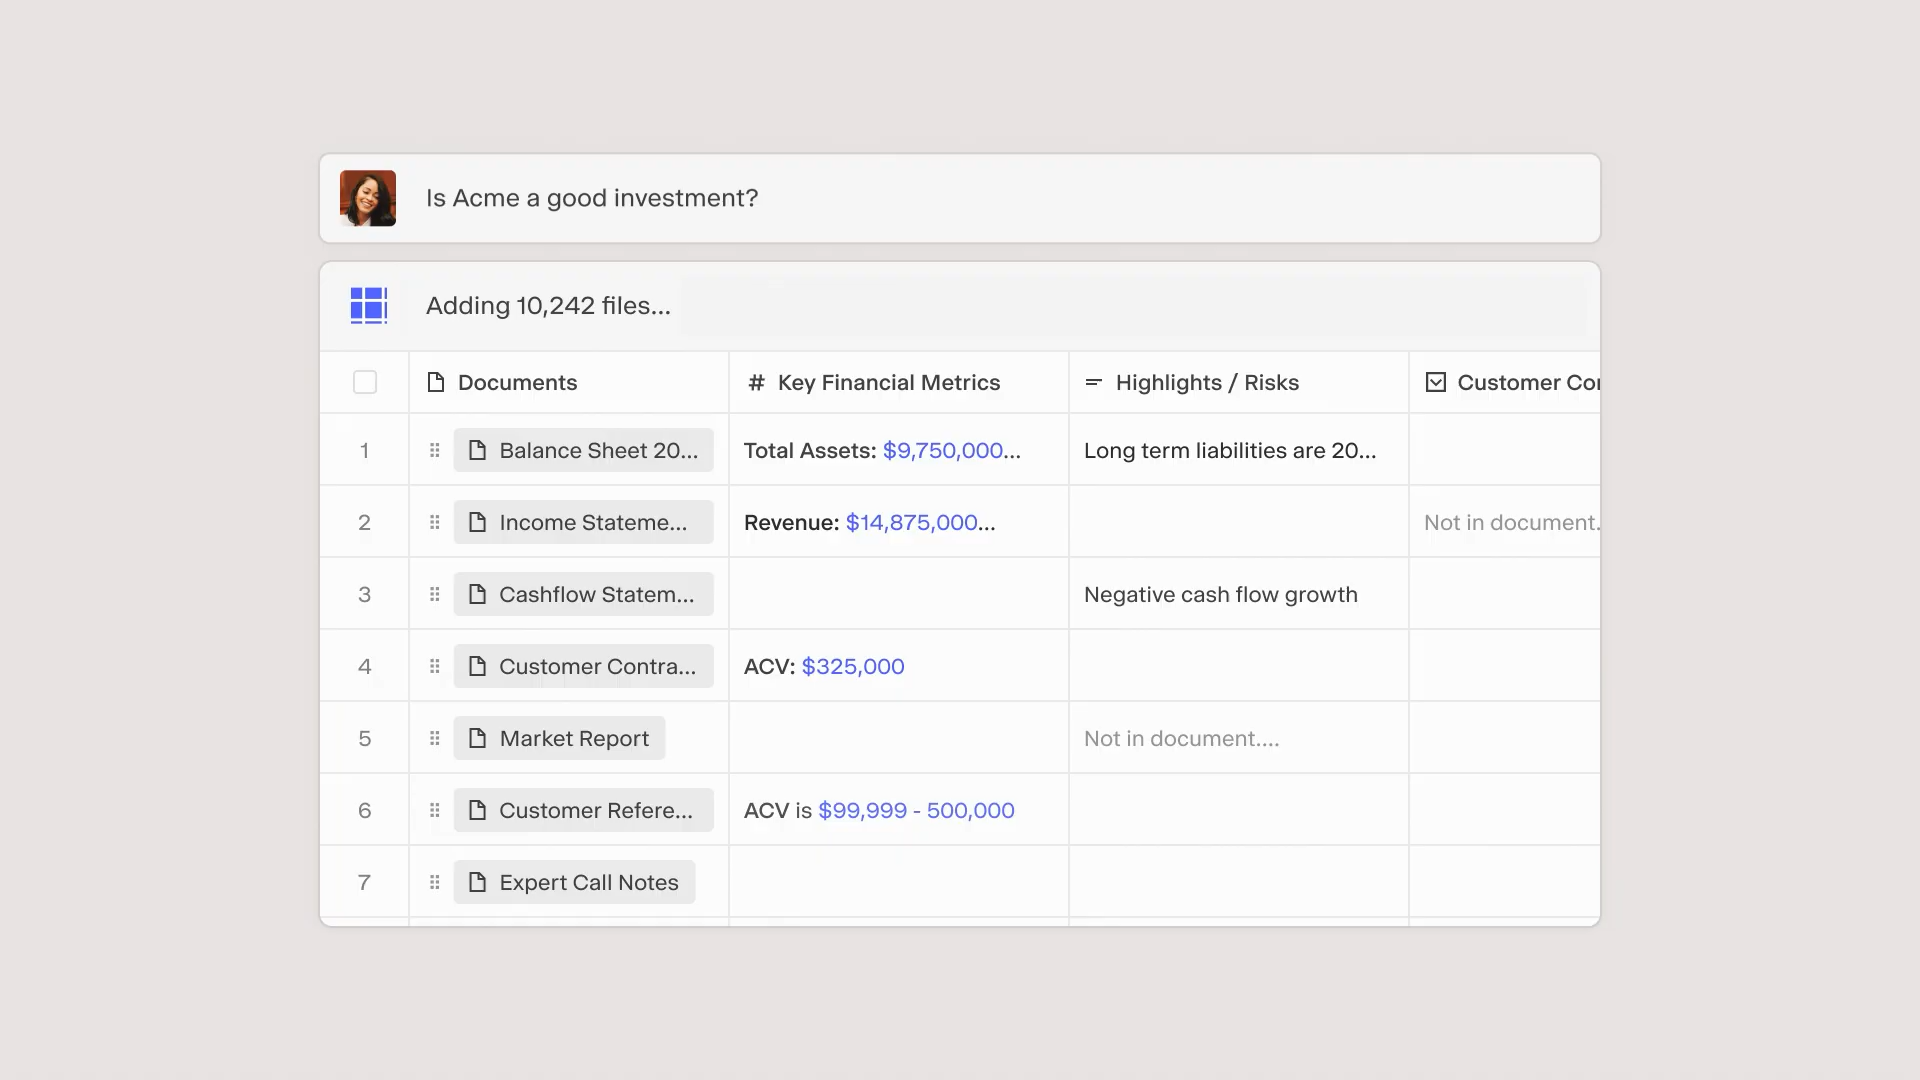 Is Acme a good investment?
Adding 10,242 files...
Documents # Key Financial Metrics Highlights / Risks Customer
1 Balance Sheet 20... Total Assets: $9,750,000... Long term liabilities are 20...
2 Income Stateme... Revenue: $14,875,000... Not in document.
3 Cashflow Statem... Negative cash flow growth
4 Customer Contra... ACV: $325,000
5 Market Report Not in document....
6 Customer Refere... ACV is $99,999 - 500,000
7 Expert Call Notes